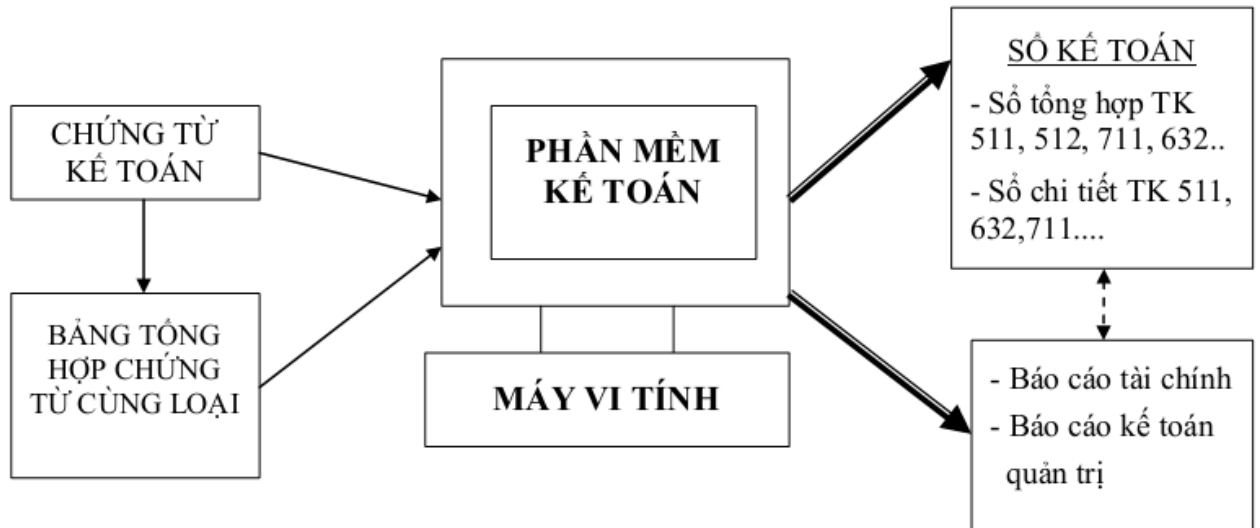 CHỨNG TỪ
KẾ TOÁN
BẢNG TỔNG
HỢP CHỨNG
TỪ CÙNG LOẠI
PHẦN MỀM
KẾ TOÁN
MÁY VI TÍNH
SỔ KẾ TOÁN
- Sổ tổng hợp TK
511, 512, 711, 632..
- Sổ chi tiết TK 511,
632,711....
- Báo cáo tài chính
- Báo cáo kế toán
quản trị